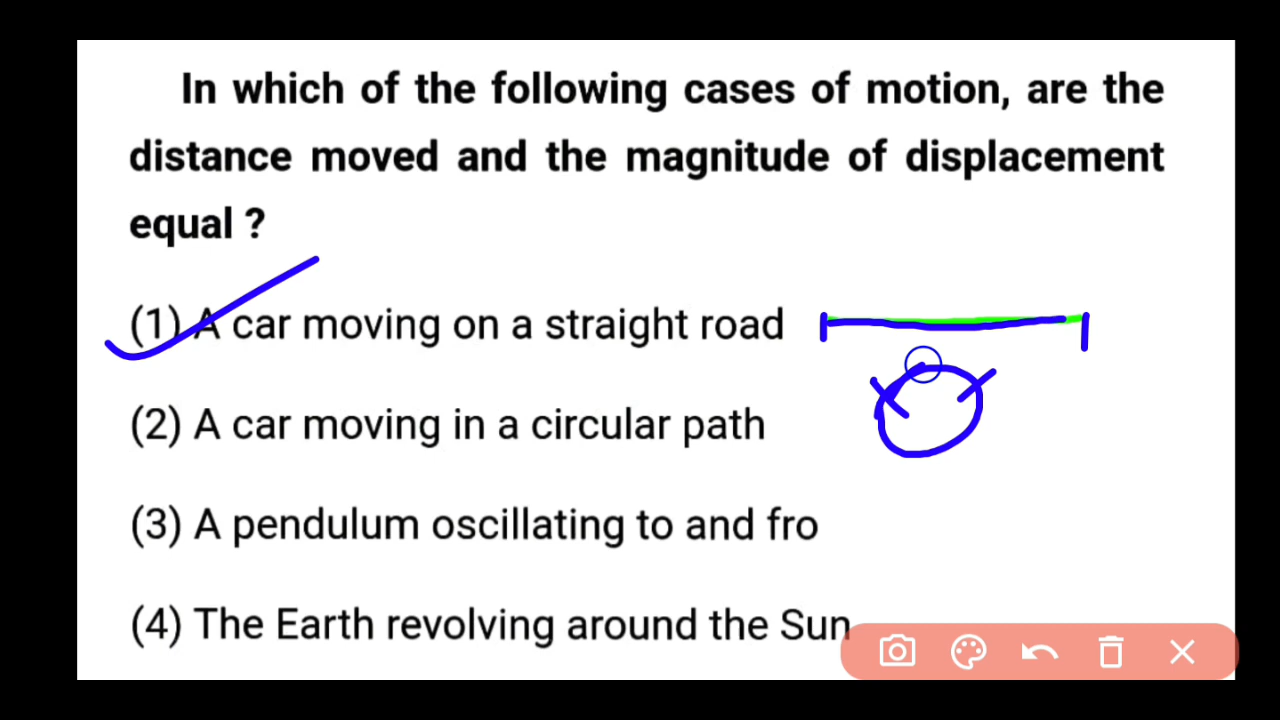 In which of the following cases of motion, are the
distance moved and the magnitude of displacement
equal ?
(1) A car moving on a straight road
(2) A car moving in a circular path
(3) A pendulum oscillating to and fro
(4) The Earth revolving around the Sun